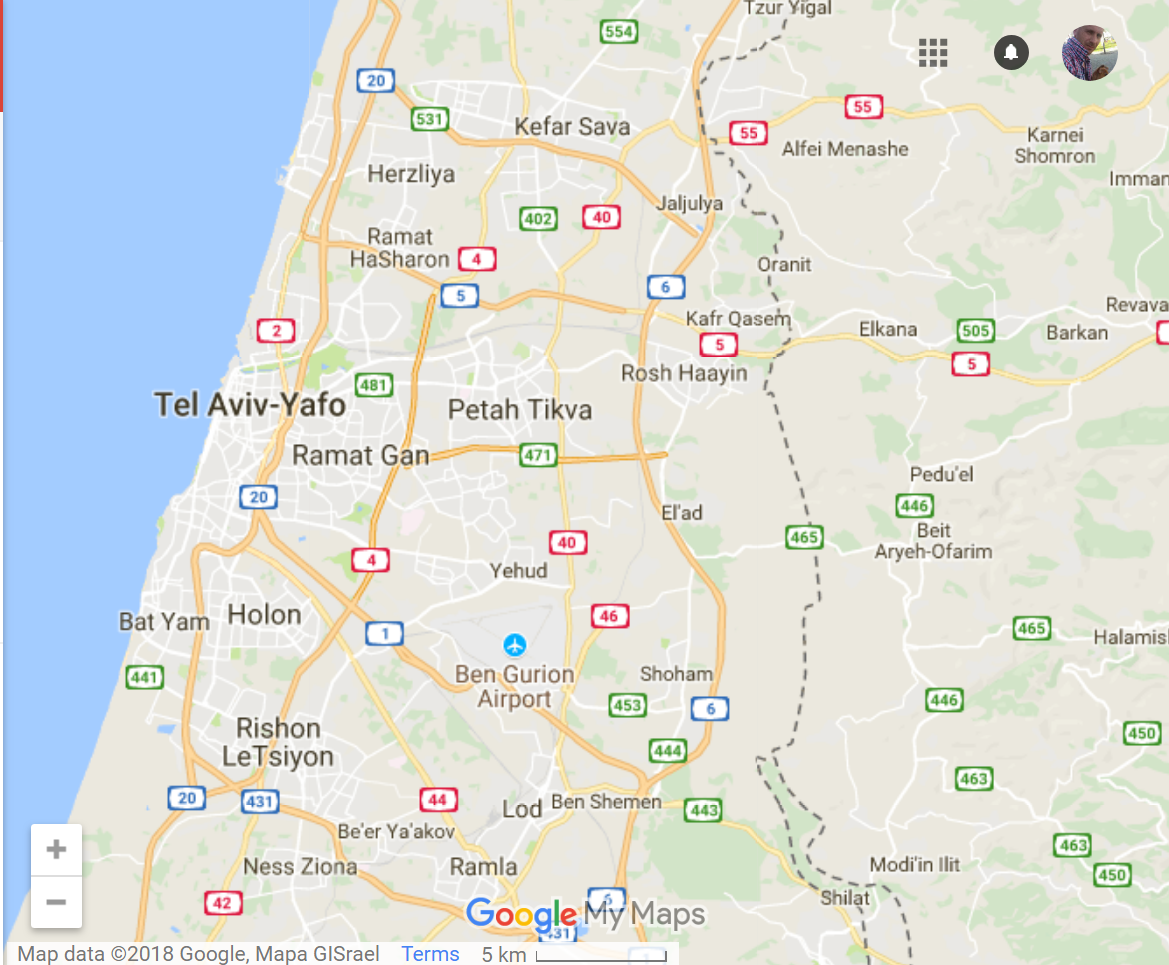 Tzur Yigal
554
20
55
531
Kefar Sava
55
Karnei
Shomron
Alfei Menashe
Herzliya
Imman
Jaljulya
402
40
Ramat
HaSharon
4
Oranit
5
6
Revava
Kafr Qasem
2
Elkana
505
Barkan
5
5
Rosh Haayin
481
Tel Aviv-Yafo
Petah Tikva
Ramat Gan
471
Pedu'el
20
446
El'ad
Beit
Aryeh-Ofarim
465
40
4
Yehud
Bat Yam
Holon
46
1
465
Halamish
Ben Gurion
Airport
Shoham
441
446
453
6
Rishon
LeTsiyon
450
444
463
20
431
44
Lod
Ben Shemen
443
Be'er Ya'akov
463
Ness Ziona
Ramla
Modi'in Ilit
450
42
6
Shilat
Google My Maps
431
Map data ©2018 Google, Mapa GISrael Terms 5 km
1